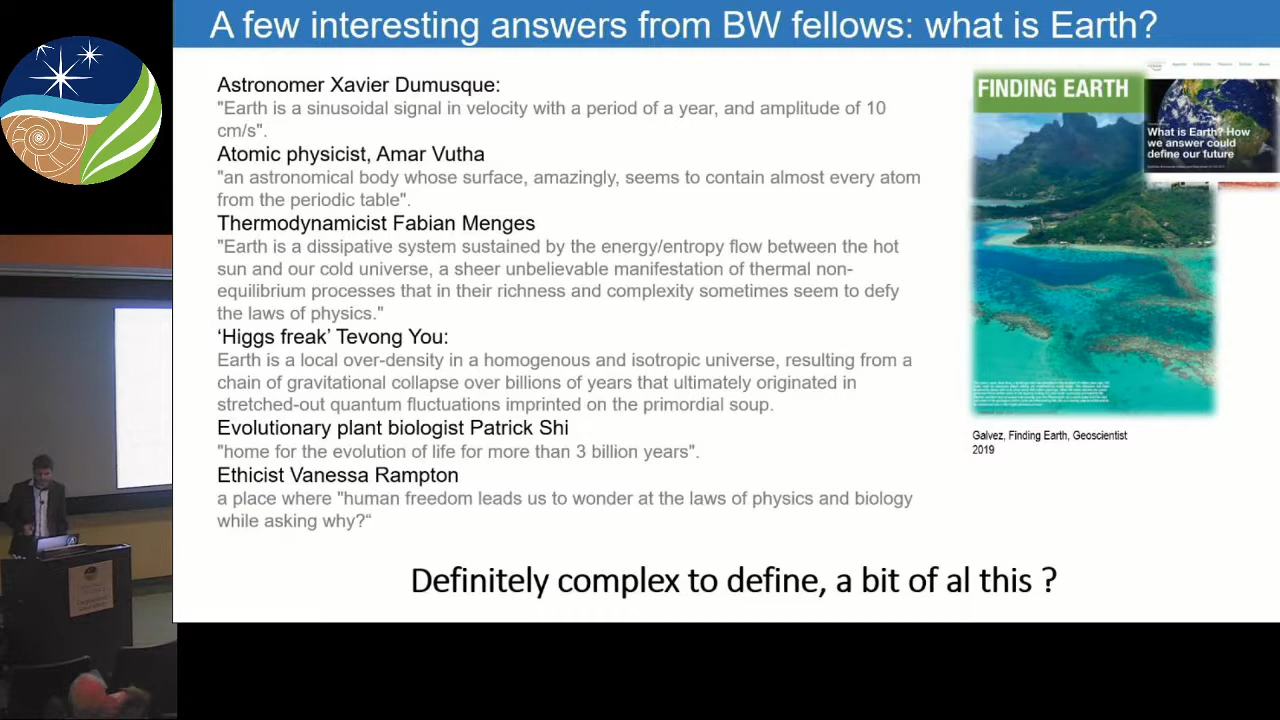 A few interesting answers from BW fellows: what is Earth?
Astronomer Xavier Dumusque:
"Earth is a sinusoidal signal in velocity with a period of a year, and amplitude of 10
cm/s".
Atomic physicist, Amar Vutha
"an astronomical body whose surface, amazingly, seems to contain almost every atom
from the periodic table".
Thermodynamicist Fabian Menges
"Earth is a dissipative system sustained by the energy/entropy flow between the hot
sun and our cold universe, a sheer unbelievable manifestation of thermal non-
equilibrium processes that in their richness and complexity sometimes seem to defy
the laws of physics."
‘Higgs freak’ Tevong You:
Earth is a local over-density in a homogenous and isotropic universe, resulting from a
chain of gravitational collapse over billions of years that ultimately originated in
stretched-out quantum fluctuations imprinted on the primordial soup.
Evolutionary plant biologist Patrick Shi
"home for the evolution of life for more than 3 billion years".
Ethicist Vanessa Rampton
a place where "human freedom leads us to wonder at the laws of physics and biology
while asking why?“
Definitely complex to define, a bit of al this ?
FINDING EARTH
What is Earth? How
we answer could
define our future
Galvez, Finding Earth, Geoscientist
2019